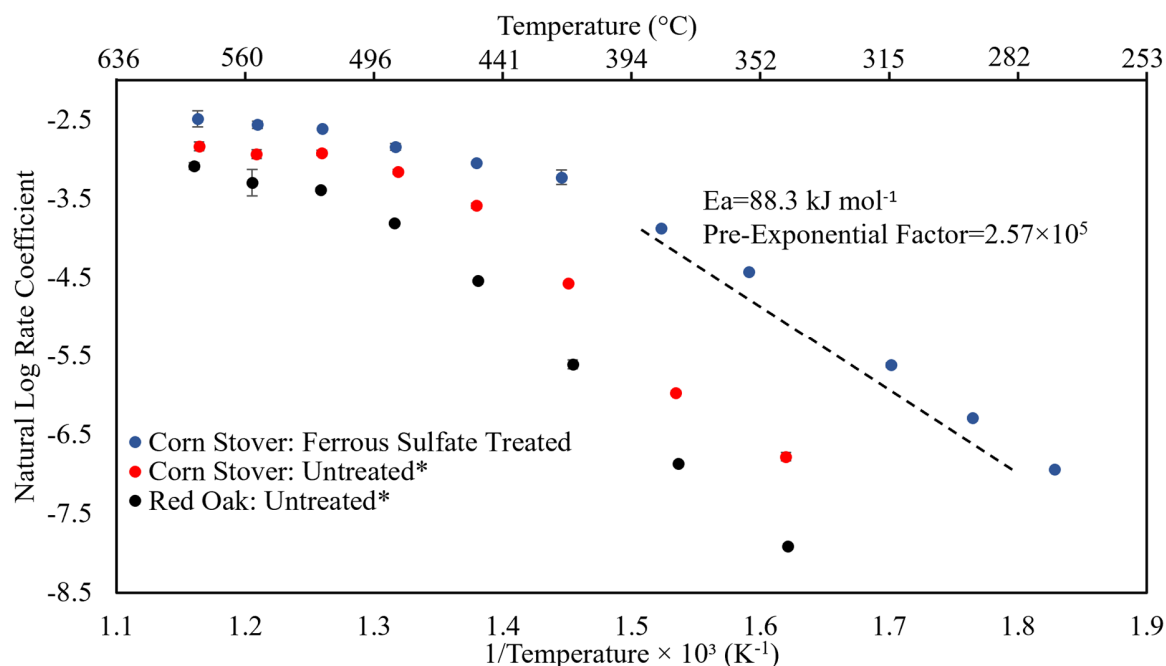 Temperature (°C)
636 560 496 441 394 352 315 282 253
-2.5
-3.5
-4.5
-5.5
-6.5
-7.5
-8.5
Natural Log Rate Coefficient
Ea=88.3 kJ mol⁻¹
Pre-Exponential Factor=2.57×10⁵
Corn Stover: Ferrous Sulfate Treated
Corn Stover: Untreated*
Red Oak: Untreated*
1.1 1.2 1.3 1.4 1.5 1.6 1.7 1.8 1.9
1/Temperature × 10³ (K⁻¹)